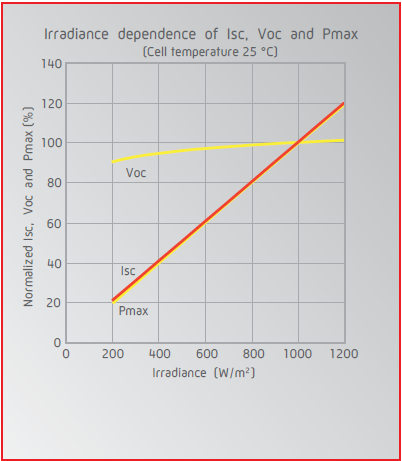 Irradiance dependence of Isc, Voc and Pmax
(Cell temperature 25 °C)
Normalized Isc, Voc and Pmax (%)
140
120
100
80
60
40
20
0
Voc
Isc
Pmax
0 200 400 600 800 1000 1200
Irradiance (W/m²)